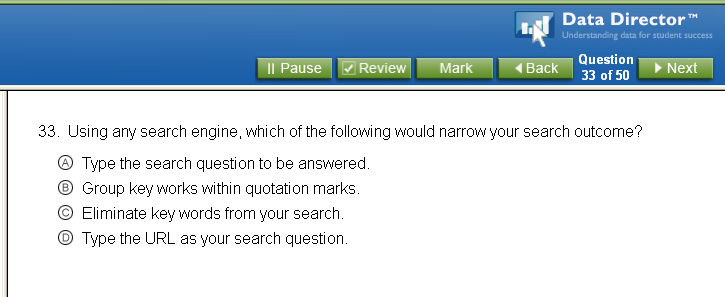 Data Director™
Understanding data for student success
Pause
Review
Mark
Back
Question
33 of 50
Next
33. Using any search engine, which of the following would narrow your search outcome?
A Type the search question to be answered.
B Group key works within quotation marks.
C Eliminate key words from your search.
D Type the URL as your search question.